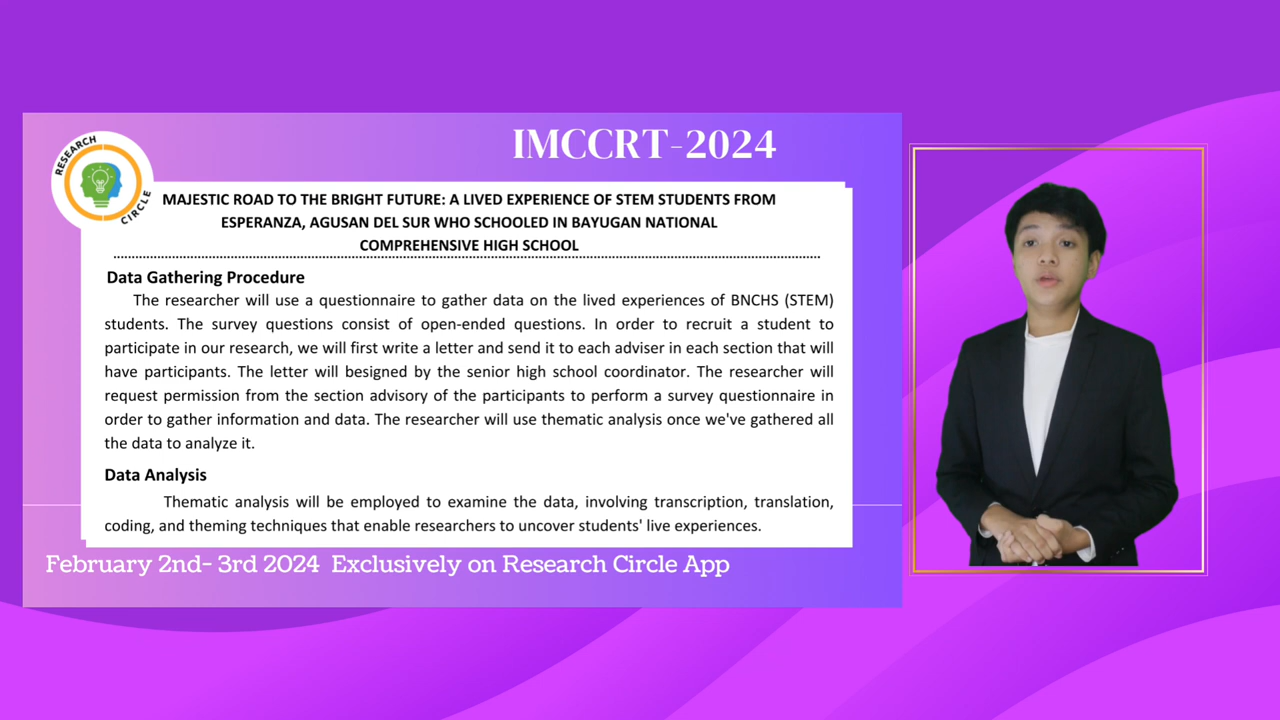 IMCCRT-2024
RESEARCH
CIRCLE
MAJESTIC ROAD TO THE BRIGHT FUTURE: A LIVED EXPERIENCE OF STEM STUDENTS FROM
ESPERANZA, AGUSAN DEL SUR WHO SCHOOLED IN BAYUGAN NATIONAL
COMPREHENSIVE HIGH SCHOOL
Data Gathering Procedure
The researcher will use a questionnaire to gather data on the lived experiences of BNCHS (STEM)
students. The survey questions consist of open-ended questions. In order to recruit a student to
participate in our research, we will first write a letter and send it to each adviser in each section that will
have participants. The letter will besigned by the senior high school coordinator. The researcher will
request permission from the section advisory of the participants to perform a survey questionnaire in
order to gather information and data. The researcher will use thematic analysis once we've gathered all
the data to analyze it.
Data Analysis
Thematic analysis will be employed to examine the data, involving transcription, translation,
coding, and theming techniques that enable researchers to uncover students' live experiences.
February 2nd- 3rd 2024 Exclusively on Research Circle App